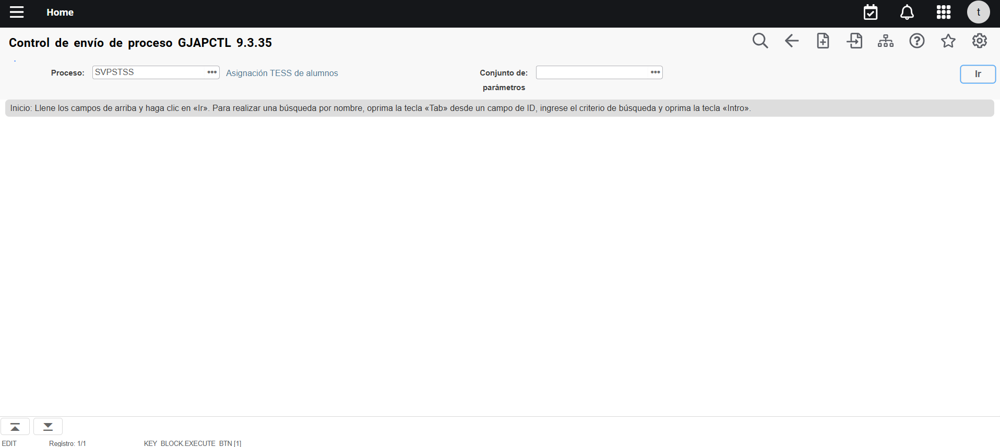 Home
t
Control de envío de proceso GJAPCTL 9.3.35
Proceso: SVPSTSS ••• Asignación TESS de alumnos
Conjunto de: •••
parámetros
Ir
Inicio: Llene los campos de arriba y haga clic en «Ir». Para realizar una búsqueda por nombre, oprima la tecla «Tab» desde un campo de ID, ingrese el criterio de búsqueda y oprima la tecla «Intro».
EDIT Registro: 1/1 KEY_BLOCK.EXECUTE_BTN [1]